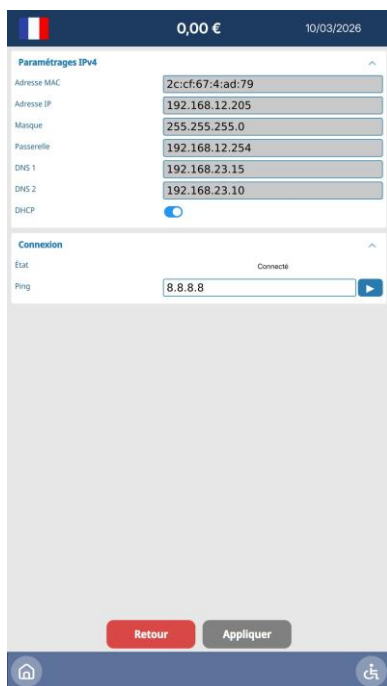 0,00 € 10/03/2026
Paramétrages IPv4
Adresse MAC 2c:cf:67:4:ad:79
Adresse IP 192.168.12.205
Masque 255.255.255.0
Passerelle 192.168.12.254
DNS 1 192.168.23.15
DNS 2 192.168.23.10
DHCP
Connexion
État Connecté
Ping 8.8.8.8
Retour Appliquer